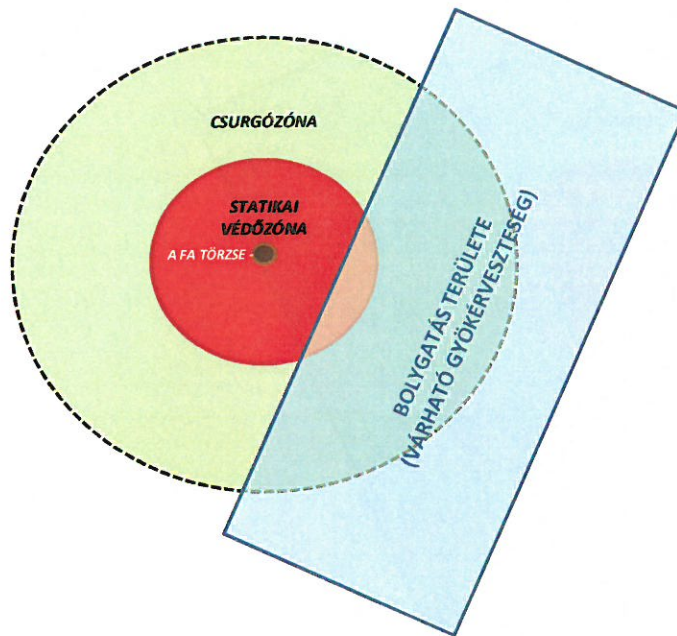 CSURGÓZÓNA
STATIKAI
VÉDŐZÓNA
A FA TÖRZSE
BOLYGATÁS TERÜLETE
(VÁRHATÓ GYÖKÉRVESZTESÉG)